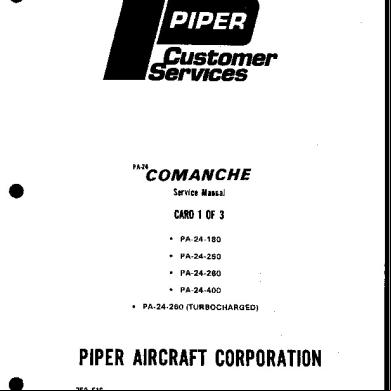 PIPER
Customer
Services
PA-24
COMANCHE
Service Manual
CARD 1 OF 3
• PA-24-180
• PA-24-250
• PA-24-260
• PA-24-400
• PA-24-260 (TURBOCHARGED)
PIPER AIRCRAFT CORPORATION